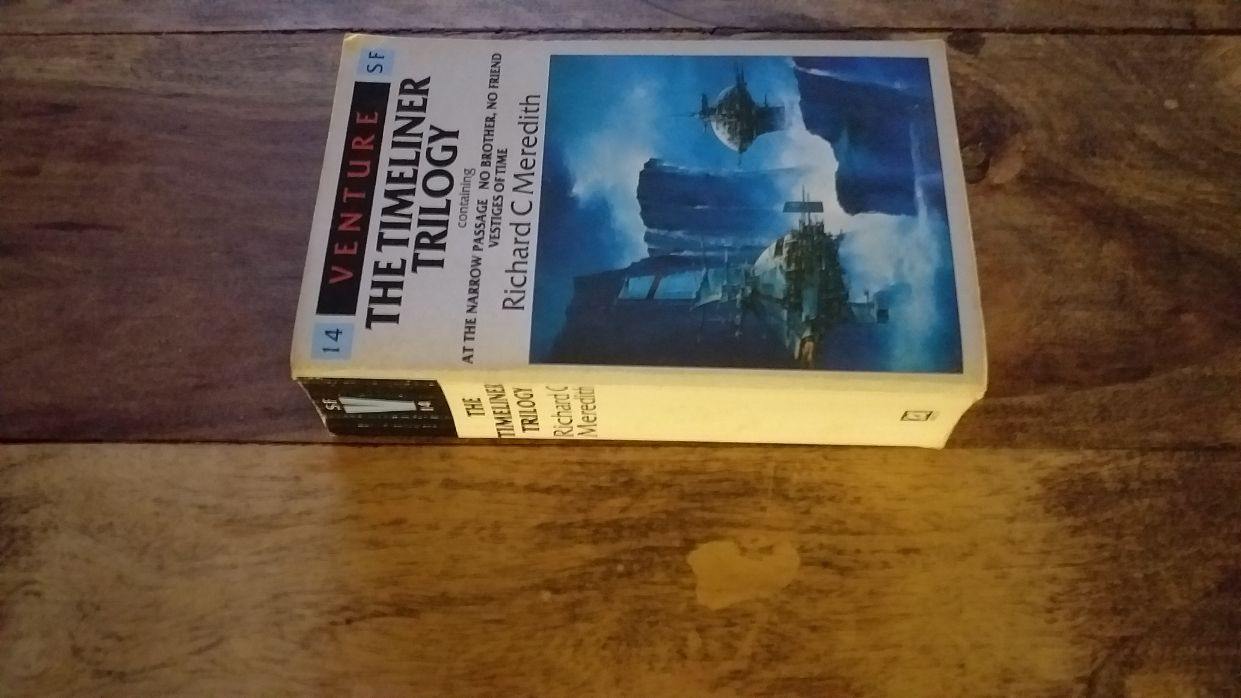 14 VENTURE SF
THE TIMELINER
TRILOGY
containing
AT THE NARROW PASSAGE NO BROTHER, NO FRIEND
VESTIGES OF TIME
Richard C Meredith
SF
14
THE
TIMELINER
TRILOGY
Richard C
Meredith